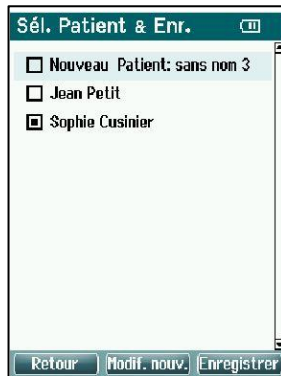 Sél. Patient & Enr.
Nouveau Patient: sans nom 3
Jean Petit
Sophie Cusinier
Retour Modif. nouv. Enregistrer